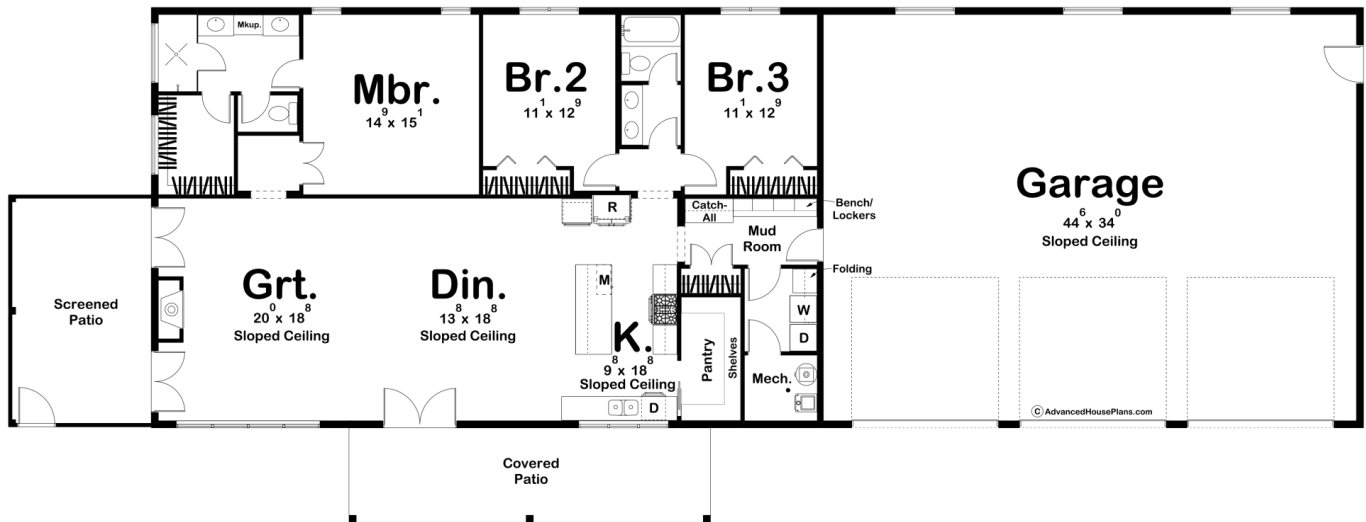 Mkup.
Mbr.
14⁹ x 15¹
Br.2
11¹ x 12⁹
Br.3
11¹ x 12⁹
Garage
44⁶ x 34⁰
Sloped Ceiling
R
Catch-
All
Bench/
Lockers
Mud
Room
Folding
Screened
Patio
Grt.
20⁰ x 18⁸
Sloped Ceiling
Din.
13⁸ x 18⁸
Sloped Ceiling
M
K.
9⁸ x 18⁸
Sloped Ceiling
D
Pantry
Shelves
W
D
Mech.
© AdvancedHousePlans.com
Covered
Patio